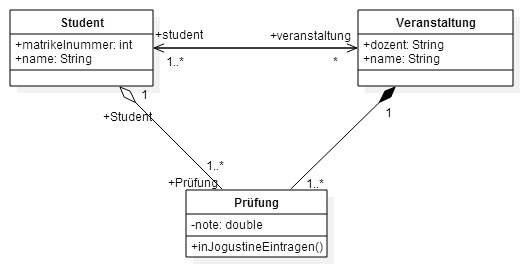 Student
+matrikelnummer: int
+name: String
+student
1..*
+veranstaltung
*
Veranstaltung
+dozent: String
+name: String
1
+Student
1
1..*
+Prüfung
1..*
Prüfung
-note: double
+inJogustineEintragen()